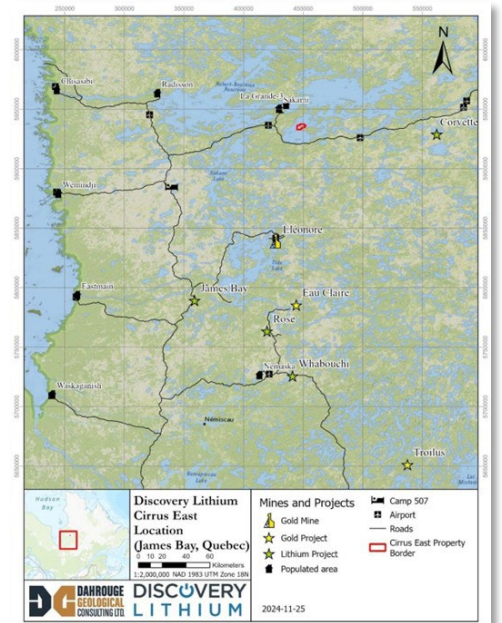 250000 300000 350000 400000 450000 500000 550000
N
Chisasibi
Radisson
La Grande-3
Nakami
Corvette
Wemindji
Eleonore
James Bay
Eau Claire
Eastmain
Rose
Nemaska
Whabouchi
Waskaganish
Nemiscau
Troilus
Hudson
Bay
Discovery Lithium
Cirrus East
Location
(James Bay, Quebec)
0 10 20 40 60
Kilometers
1:2,000,000 NAD 1983 UTM Zone 18N
Mines and Projects
Gold Mine
Gold Project
Lithium Project
Populated area
Camp 507
Airport
Roads
Cirrus East Property
Border
DG DAHROUGE
GEOLOGICAL
CONSULTING LTD.
DISCOVERY
LITHIUM
2024-11-25